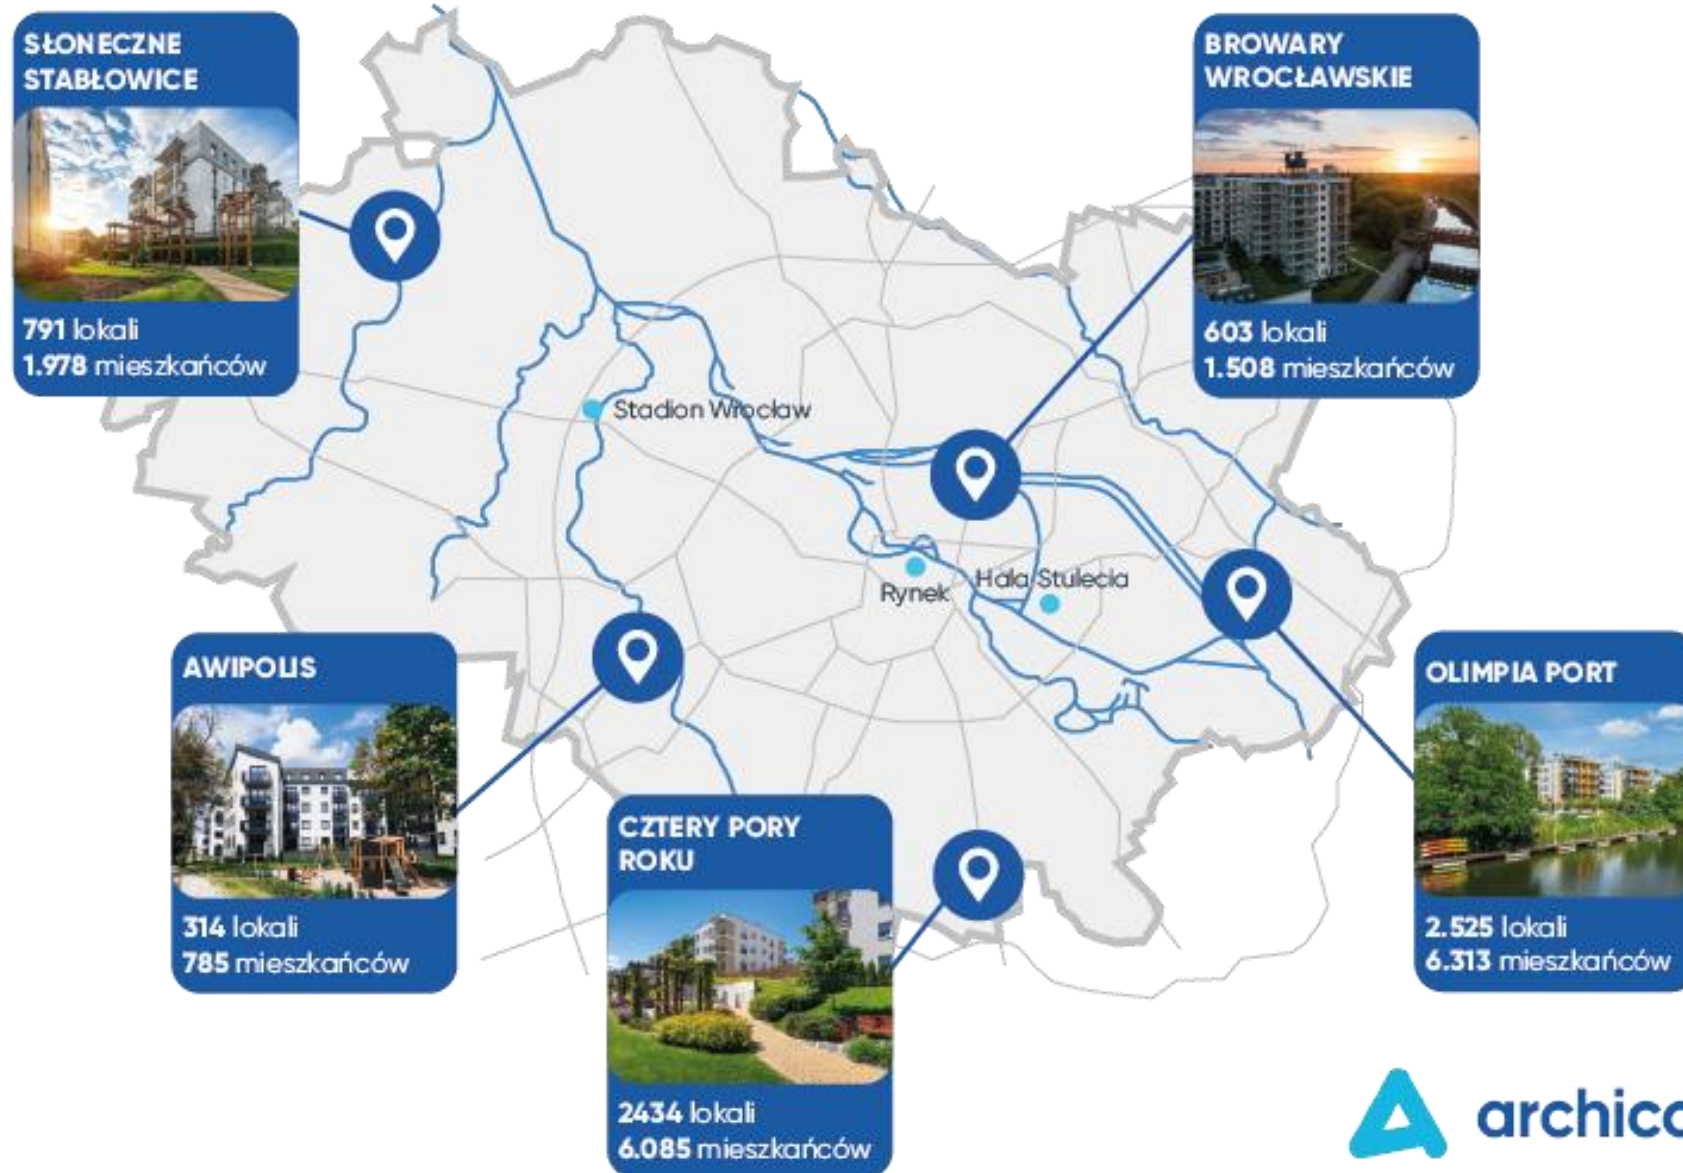 SŁONECZNE
STABŁOWICE
791 lokali
1.978 mieszkańców
BROWARY
WROCŁAWSKIE
603 lokali
1.508 mieszkańców
Stadion Wrocław
Rynek
Hala Stulecia
AWIPOLIS
314 lokali
785 mieszkańców
CZTERY PORY
ROKU
2434 lokali
6.085 mieszkańców
OLIMPIA PORT
2.525 lokali
6.313 mieszkańców